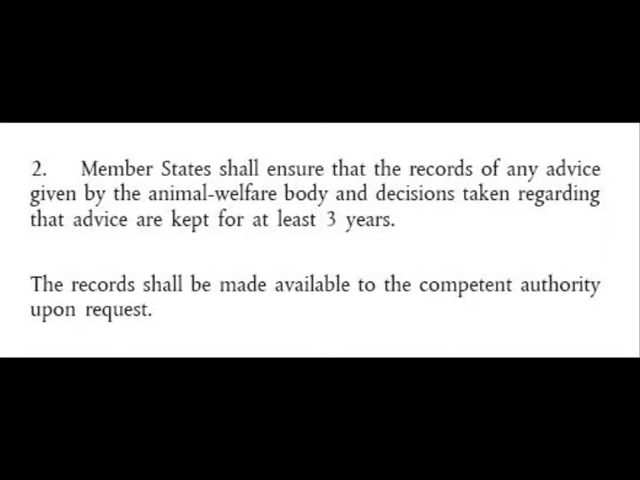 2. Member States shall ensure that the records of any advice
given by the animal-welfare body and decisions taken regarding
that advice are kept for at least 3 years.
The records shall be made available to the competent authority
upon request.